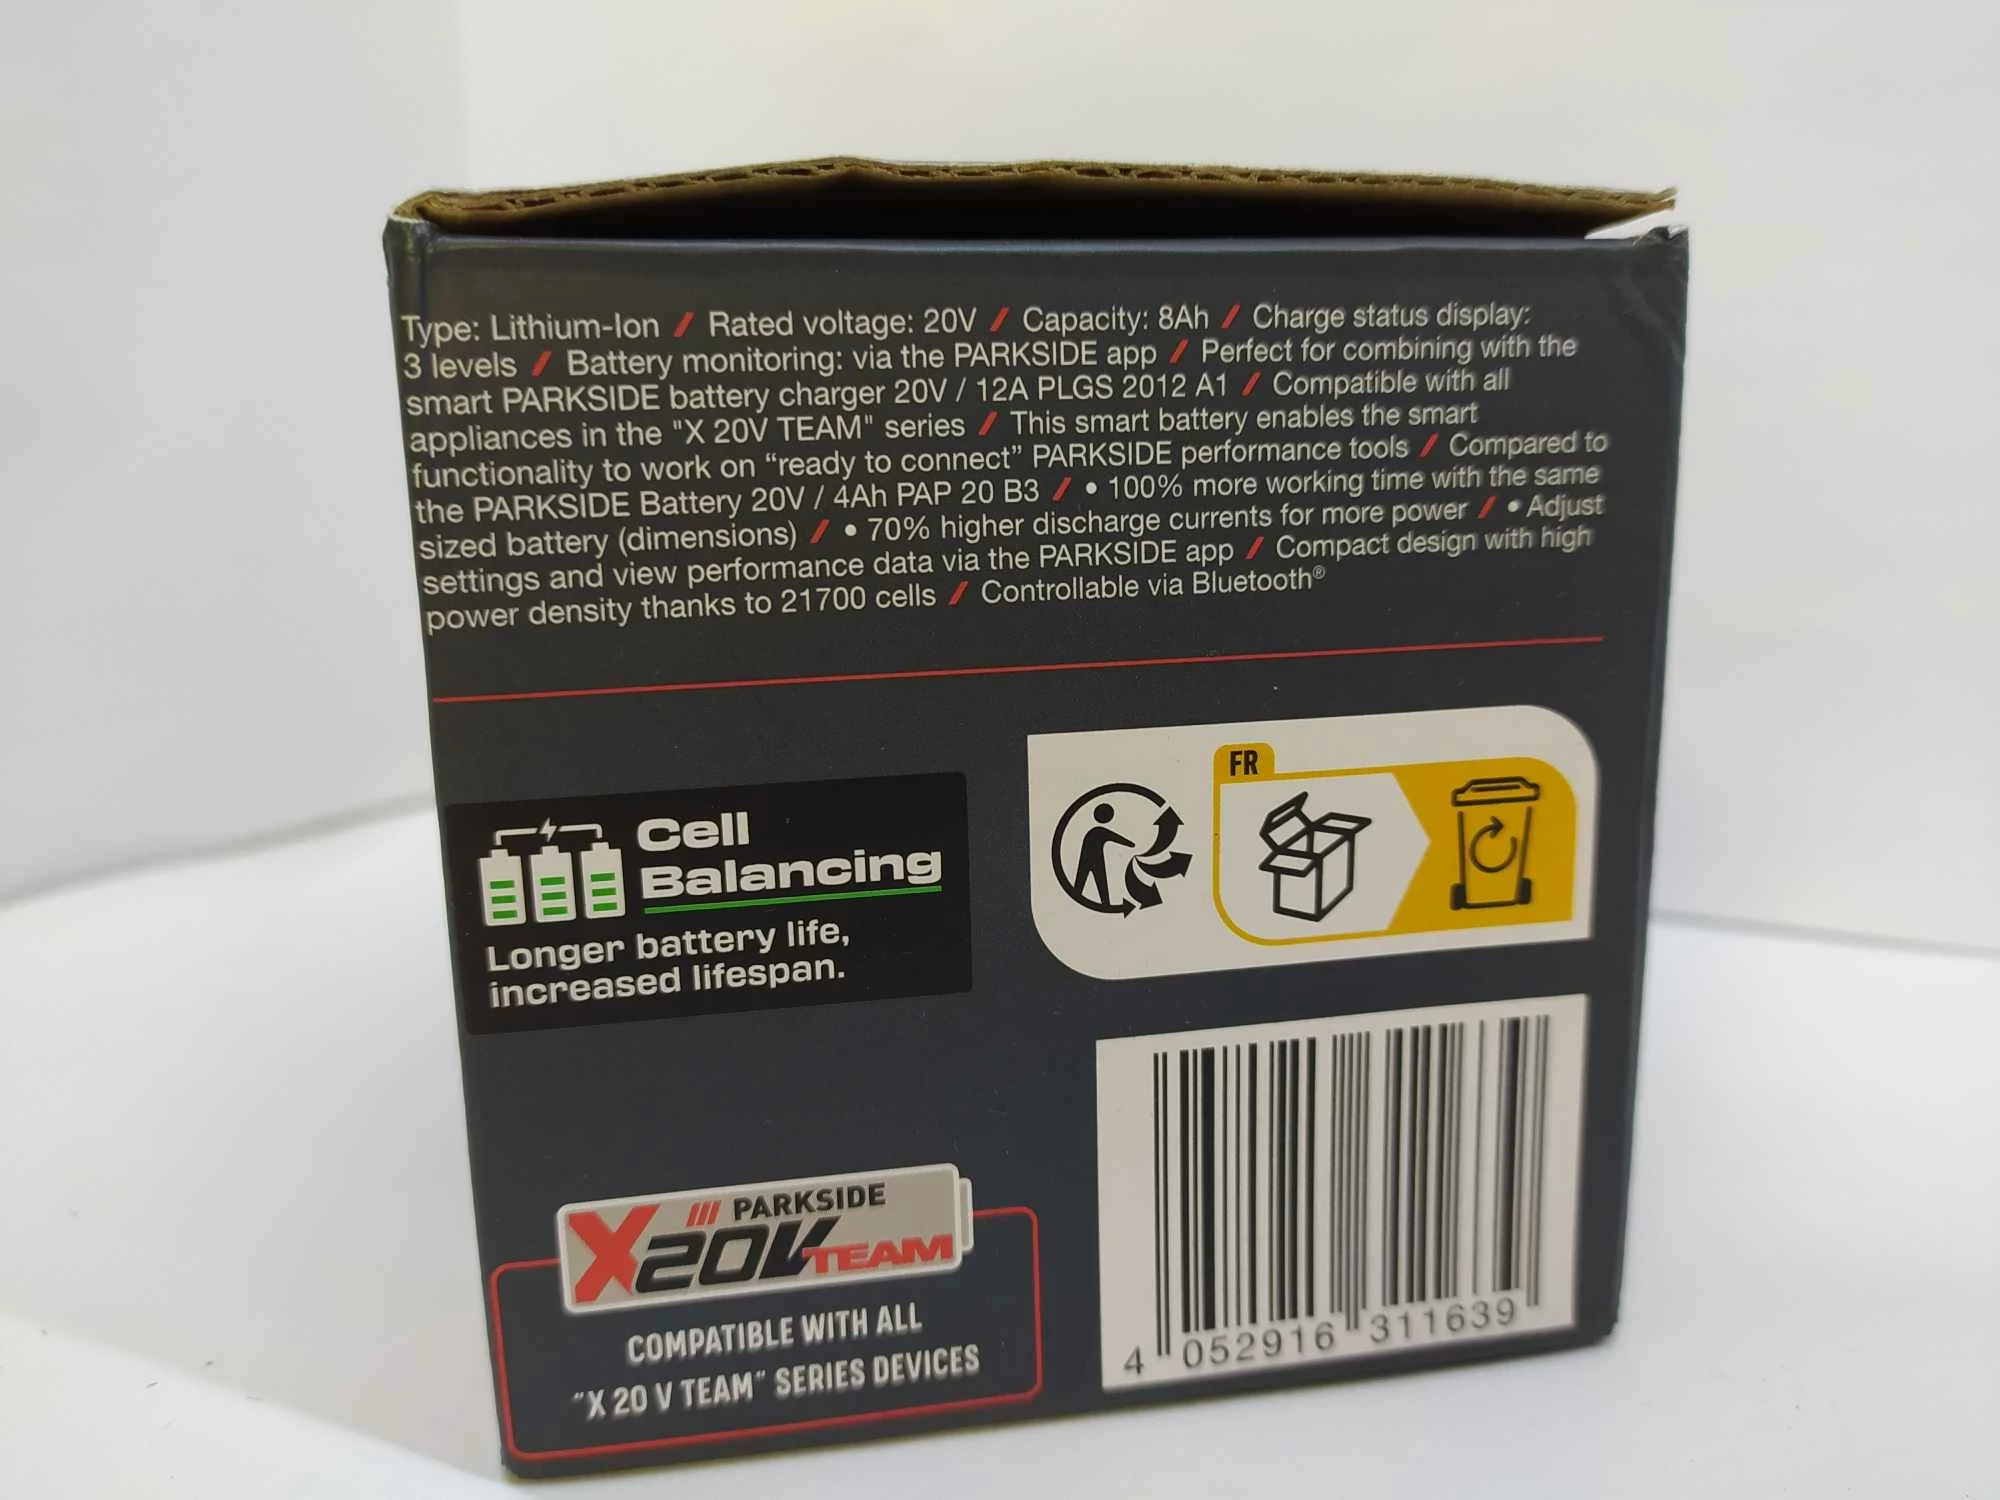 Type: Lithium-Ion / Rated voltage: 20V / Capacity: 8Ah / Charge status display:
3 levels / Battery monitoring: via the PARKSIDE app / Perfect for combining with the
smart PARKSIDE battery charger 20V / 12A PLGS 2012 A1 / Compatible with all
appliances in the "X 20V TEAM" series / This smart battery enables the smart
functionality to work on “ready to connect” PARKSIDE performance tools / Compared to
the PARKSIDE Battery 20V / 4Ah PAP 20 B3 / • 100% more working time with the same
sized battery (dimensions) / • 70% higher discharge currents for more power / • Adjust
settings and view performance data via the PARKSIDE app / Compact design with high
power density thanks to 21700 cells / Controllable via Bluetooth®
FR
Cell
Balancing
Longer battery life,
increased lifespan.
/// PARKSIDE
X20V TEAM
COMPATIBLE WITH ALL
"X 20 V TEAM" SERIES DEVICES
4 052916 311639